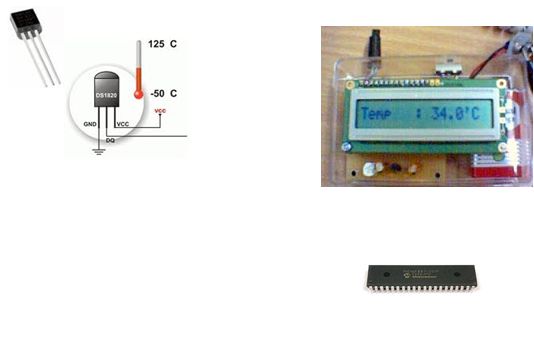 125 C
-50 C
DS1820
vcc
GND
VCC
DQ
Temp : 34.0'C